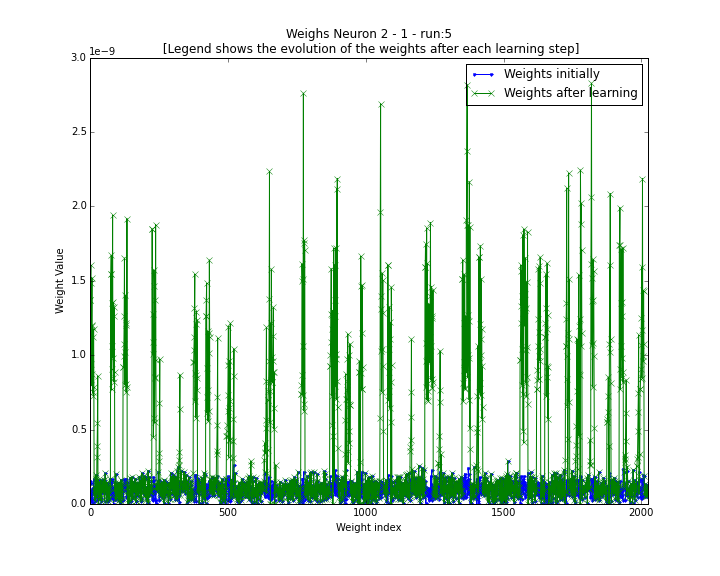 Weighs Neuron 2 - 1 - run:5
[Legend shows the evolution of the weights after each learning step]
1e−9
Weights initially
Weights after learning
3.0
2.5
2.0
1.5
1.0
0.5
0.0
Weight Value
0 500 1000 1500 2000
Weight index